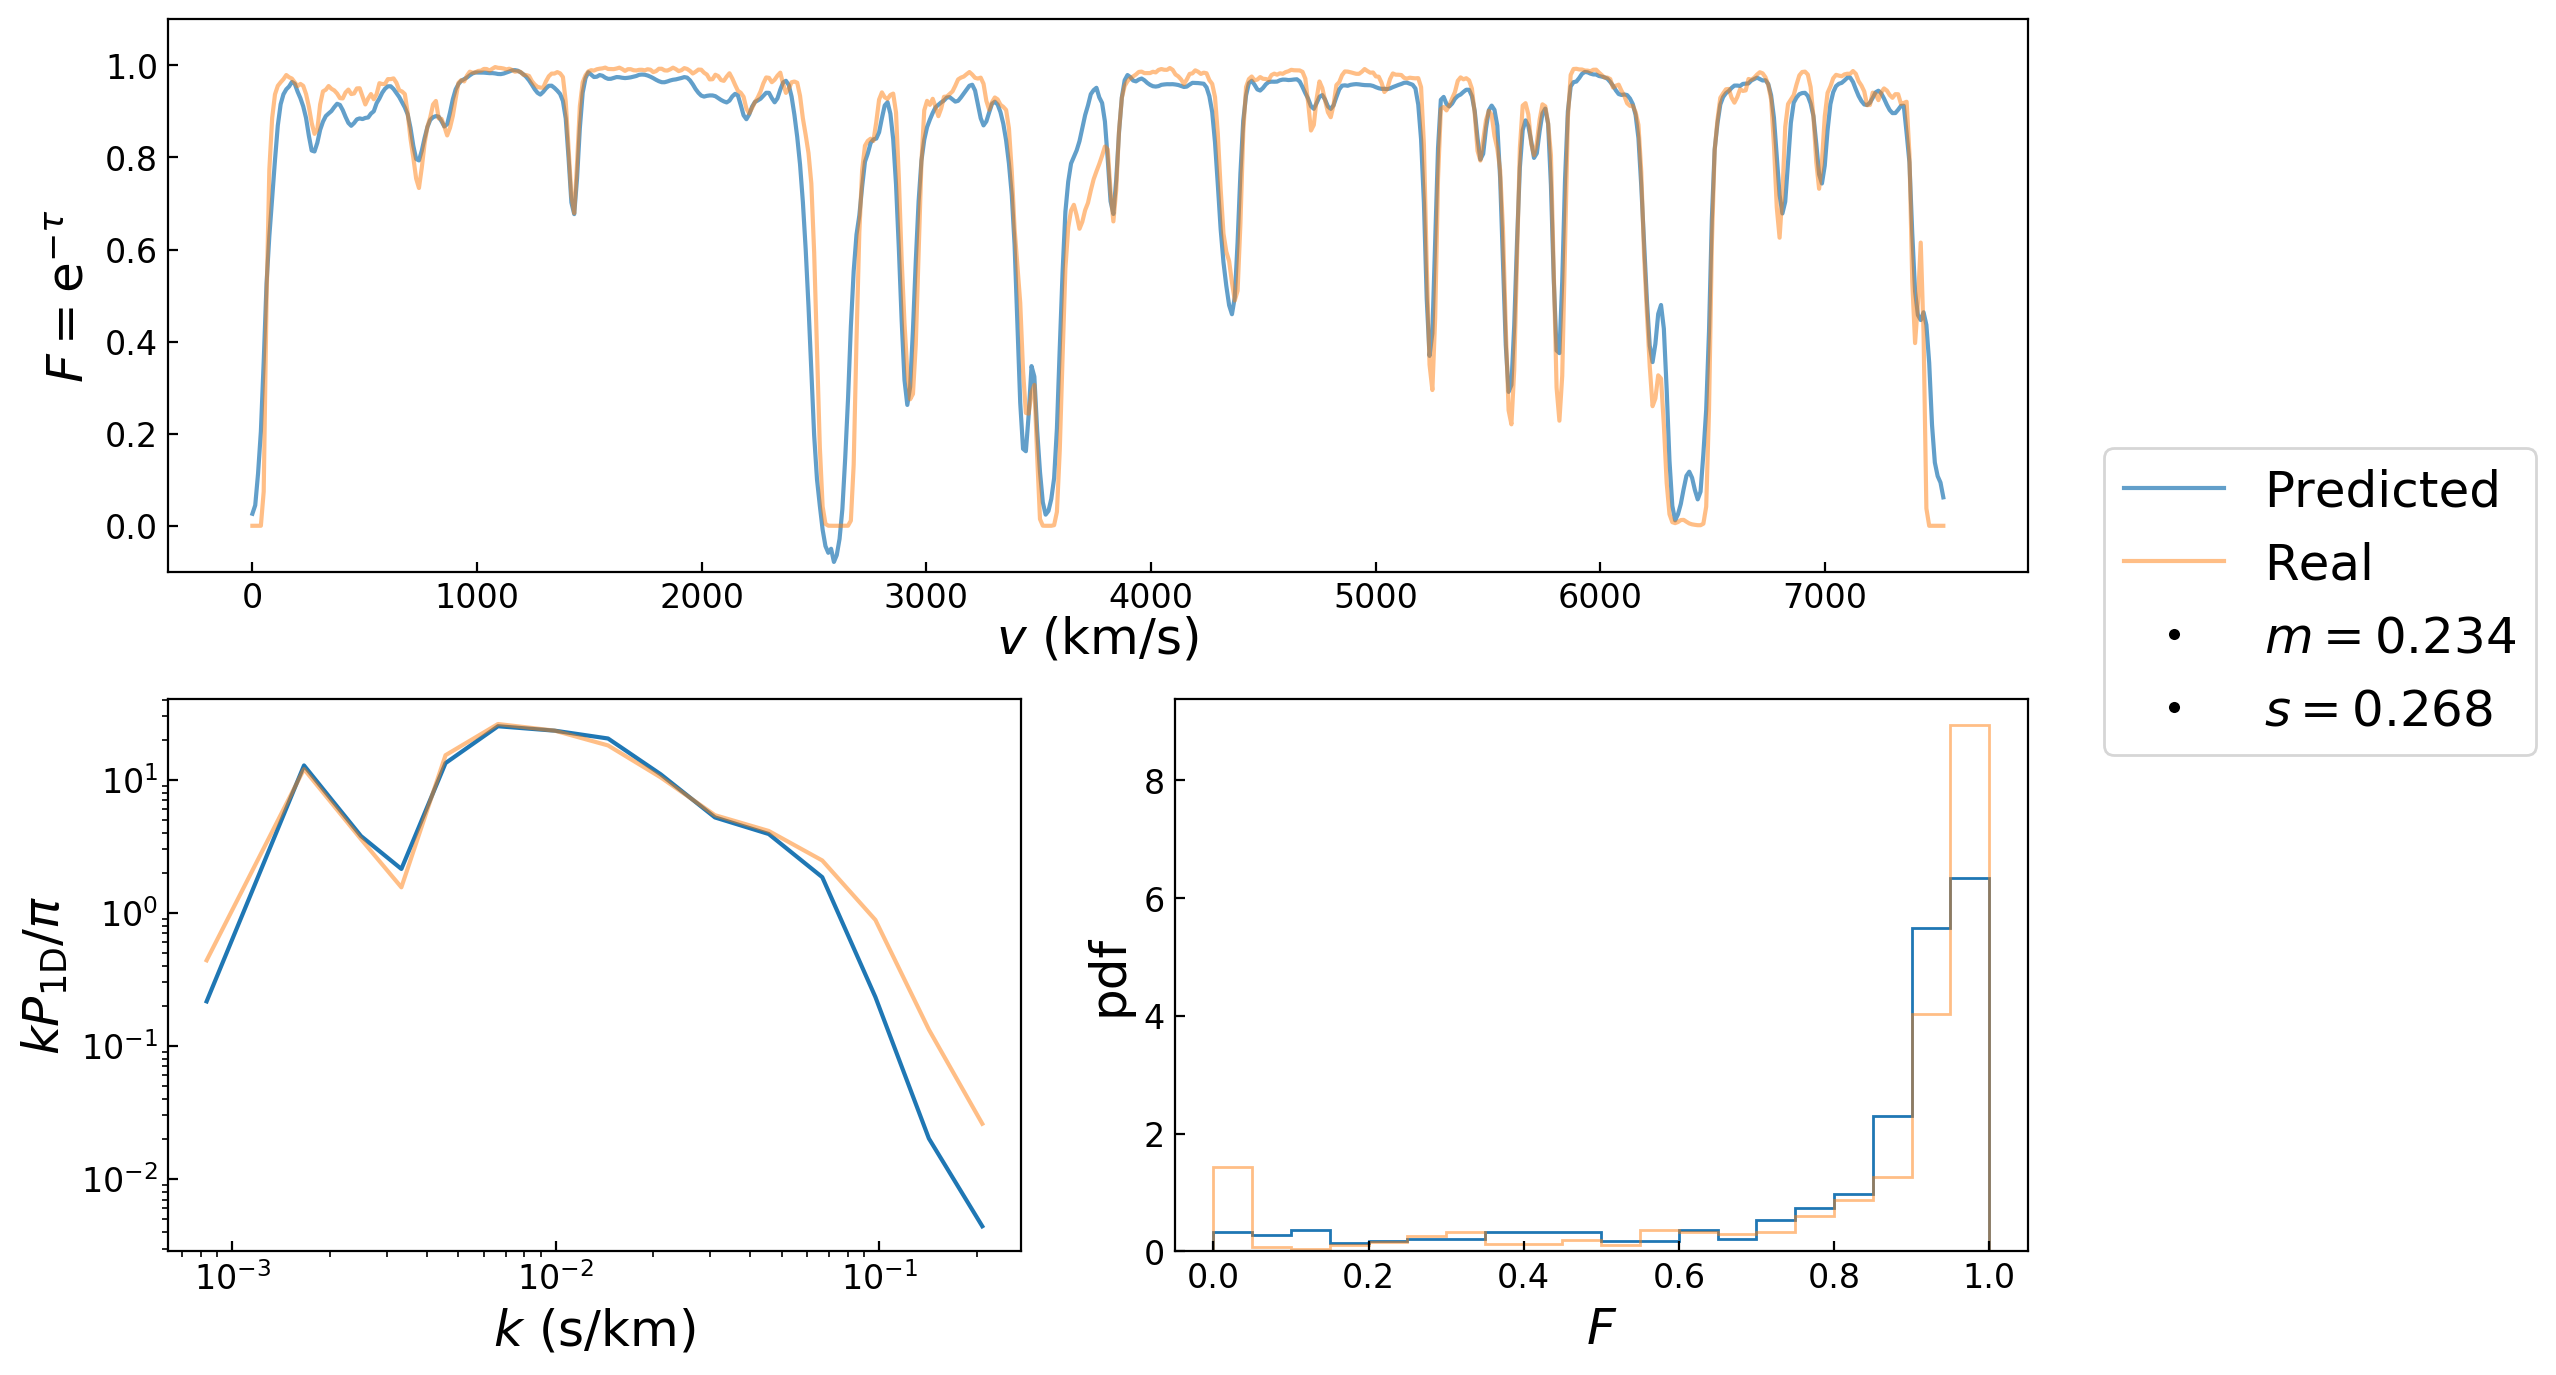 1.0
0.8
0.6
0.4
0.2
0.0
F = e^{−τ}
0 1000 2000 3000 4000 5000 6000 7000
v (km/s)
Predicted
Real
m = 0.234
s = 0.268
10^1
10^0
10^{−1}
10^{−2}
kP_{1D}/π
10^{−3} 10^{−2} 10^{−1}
k (s/km)
8
6
4
2
0
pdf
0.0 0.2 0.4 0.6 0.8 1.0
F